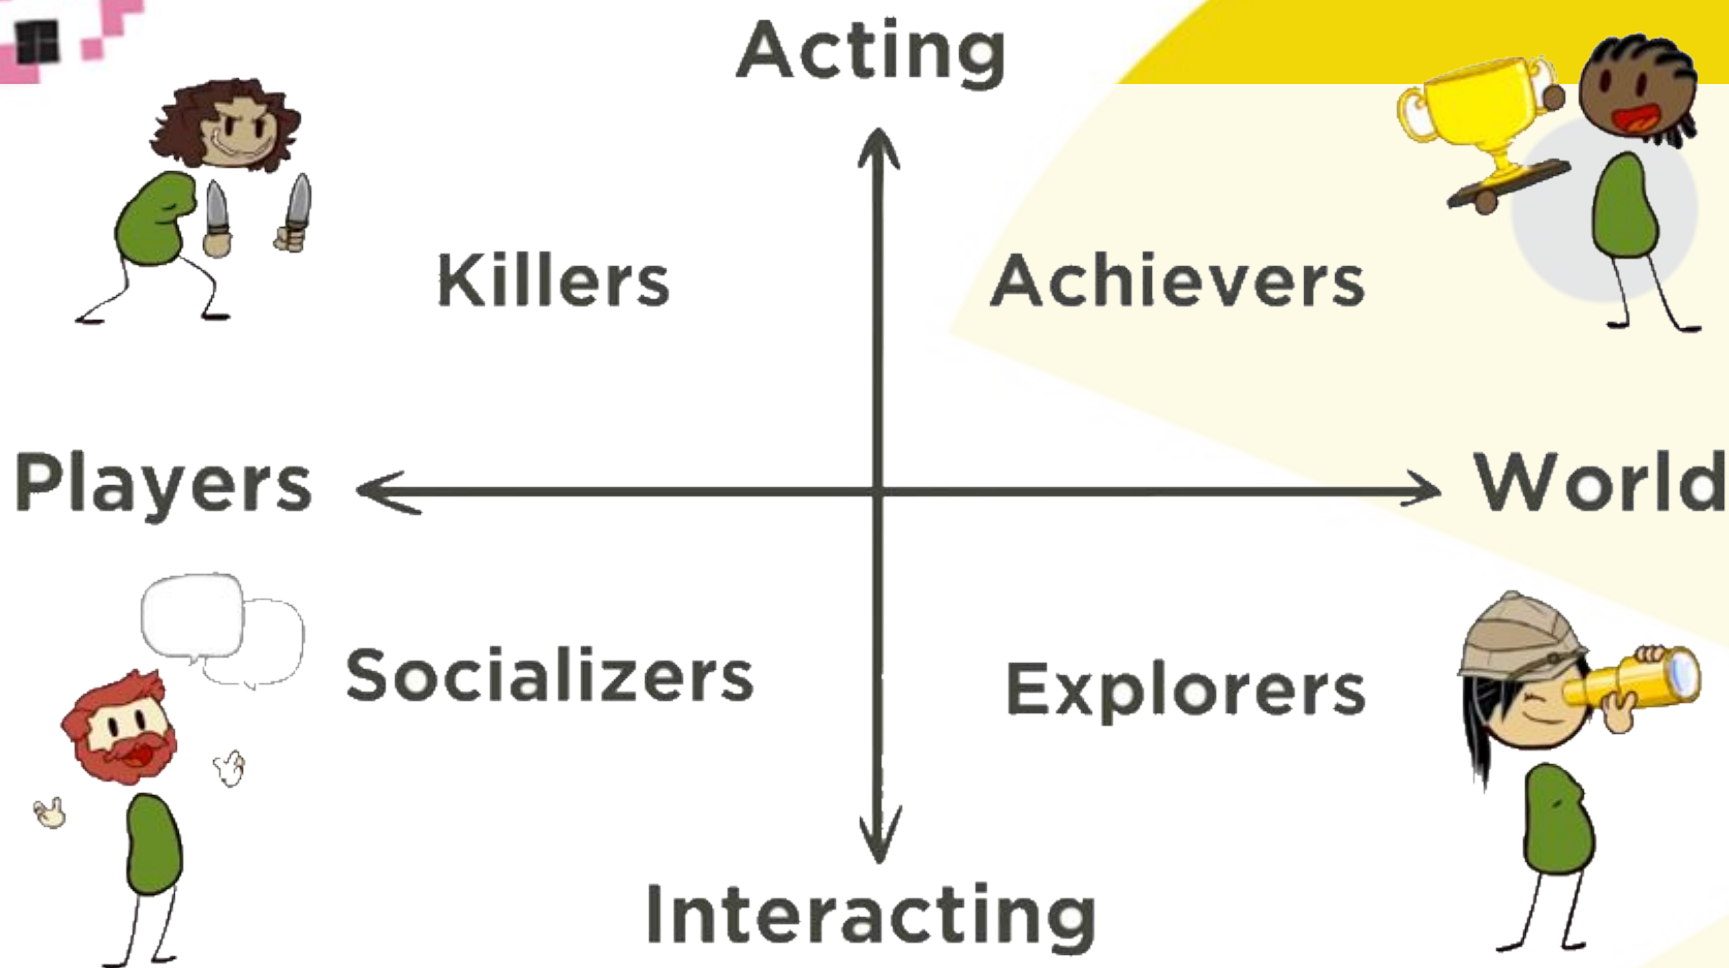 Acting
Killers
Achievers
Players
World
Socializers
Explorers
Interacting